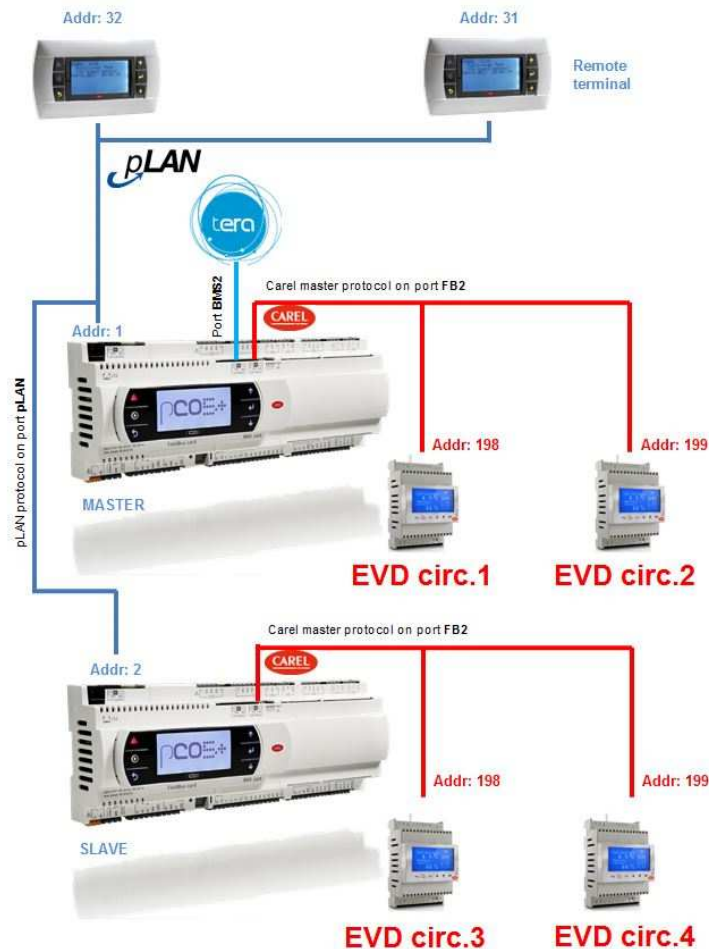 Addr: 32
Addr: 31
Remote
terminal
pLAN
tera
Port BMS2
Carel master protocol on port FB2
CAREL
Addr: 1
pLAN protocol on port pLAN
pCO5+
Addr: 198
Addr: 199
MASTER
EVD circ.1
EVD circ.2
Carel master protocol on port FB2
CAREL
Addr: 2
pCO5+
Addr: 198
Addr: 199
SLAVE
EVD circ.3
EVD circ.4